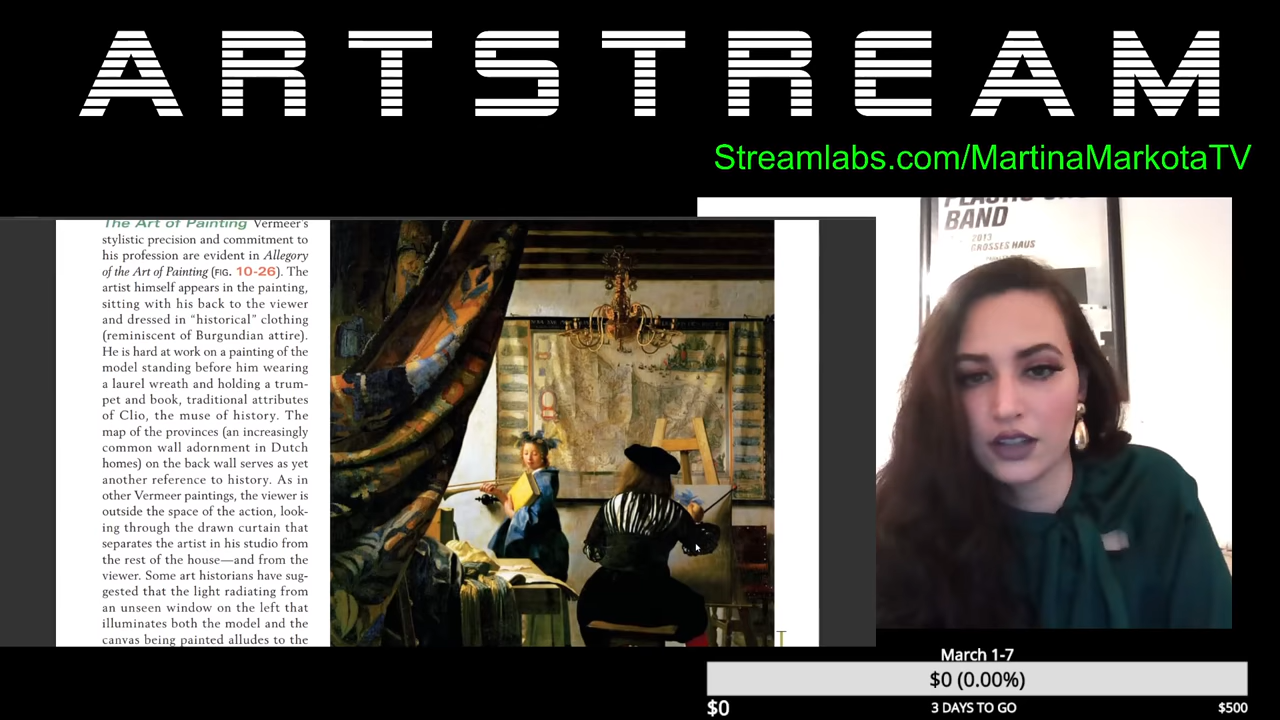 ARTSTREAM
Streamlabs.com/MartinaMarkotaTV
The Art of Painting Vermeer's
stylistic precision and commitment to
his profession are evident in Allegory
of the Art of Painting (FIG. 10-26). The
artist himself appears in the painting,
sitting with his back to the viewer
and dressed in "historical" clothing
(reminiscent of Burgundian attire).
He is hard at work on a painting of the
model standing before him wearing
a laurel wreath and holding a trum-
pet and book, traditional attributes
of Clio, the muse of history. The
map of the provinces (an increasingly
common wall adornment in Dutch
homes) on the back wall serves as yet
another reference to history. As in
other Vermeer paintings, the viewer is
outside the space of the action, look-
ing through the drawn curtain that
separates the artist in his studio from
the rest of the house—and from the
viewer. Some art historians have sug-
gested that the light radiating from
an unseen window on the left that
illuminates both the model and the
canvas being painted alludes to the
BAND
2013
GROSSES HAUS
March 1-7
$0 (0.00%)
$0 3 DAYS TO GO $500